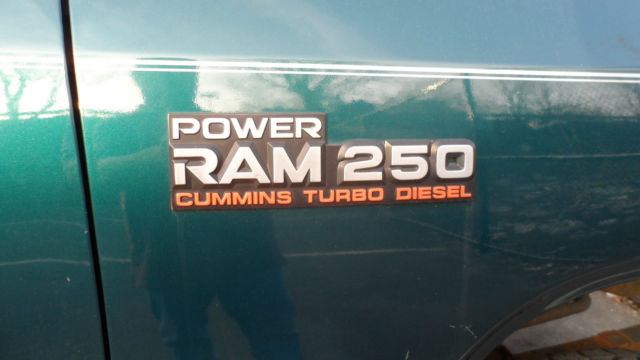 POWER
RAM 250
CUMMINS TURBO DIESEL